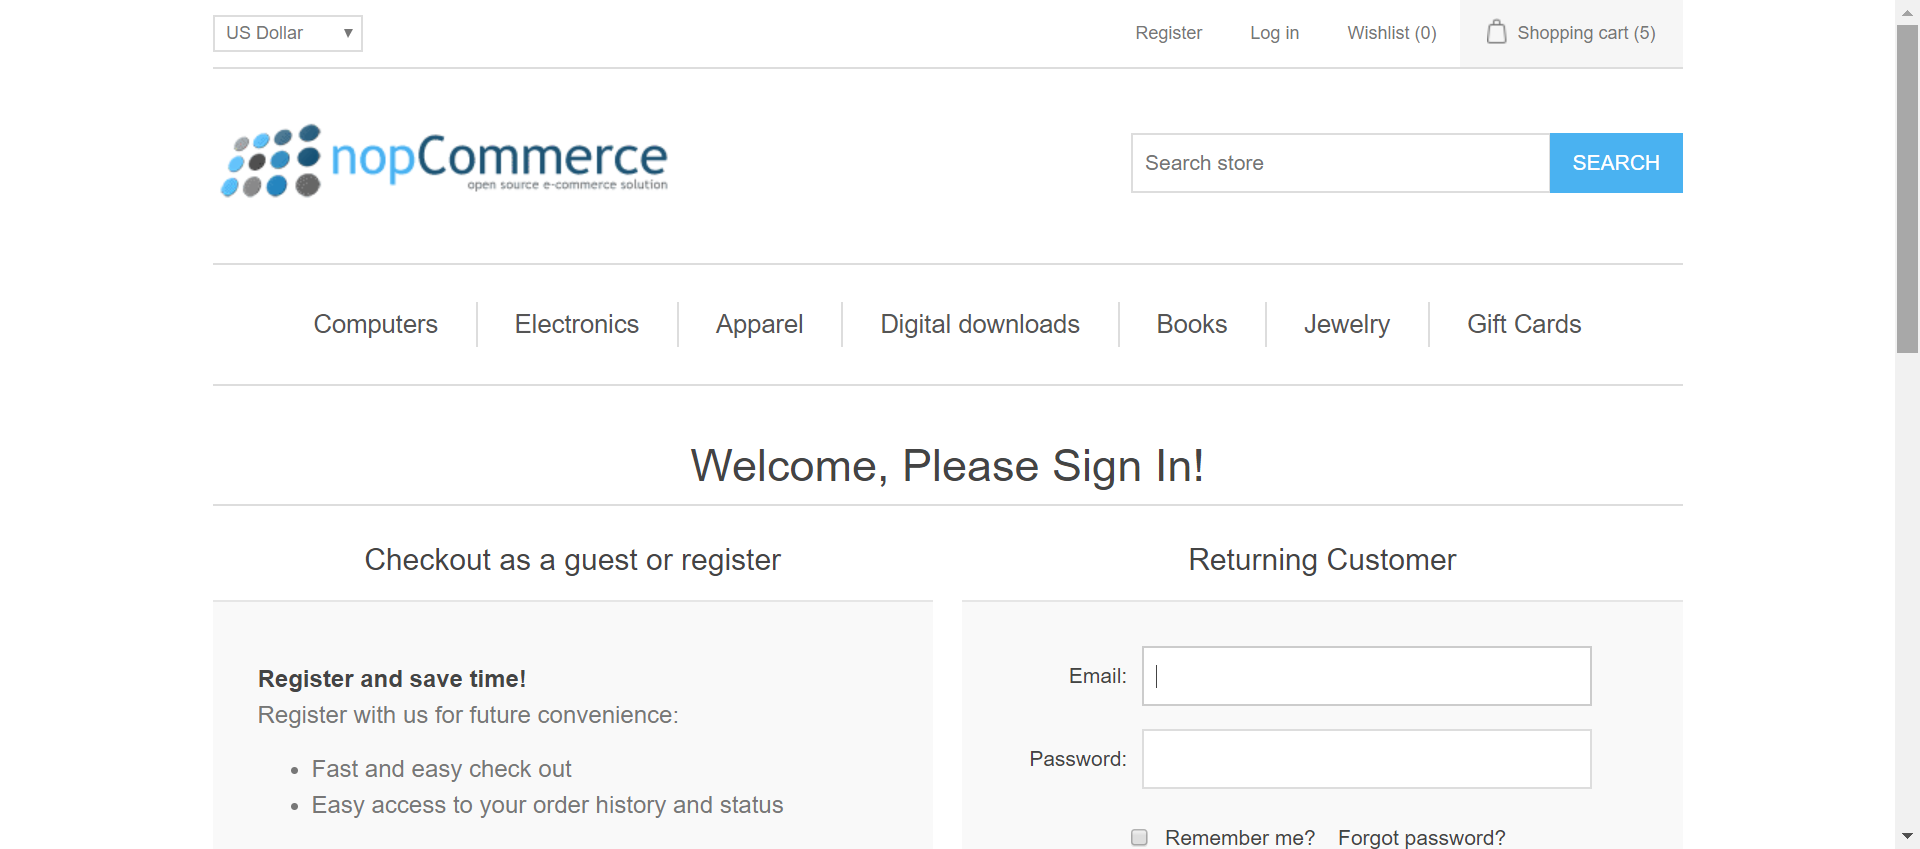 US Dollar
Register
Log in
Wishlist (0)
Shopping cart (5)
nopCommerce
open source e-commerce solution
Search store
SEARCH
Computers
Electronics
Apparel
Digital downloads
Books
Jewelry
Gift Cards
Welcome, Please Sign In!
Checkout as a guest or register
Register and save time!
Register with us for future convenience:
Fast and easy check out
Easy access to your order history and status
Returning Customer
Email:
Password:
Remember me?
Forgot password?